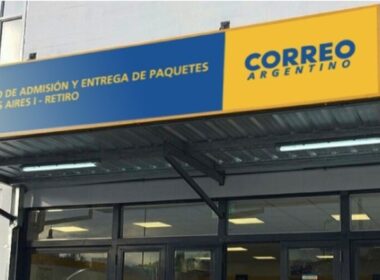 DE ADMISIÓN Y ENTREGA DE PAQUETES
AIRES I - RETIRO
CORREO
ARGENTINO